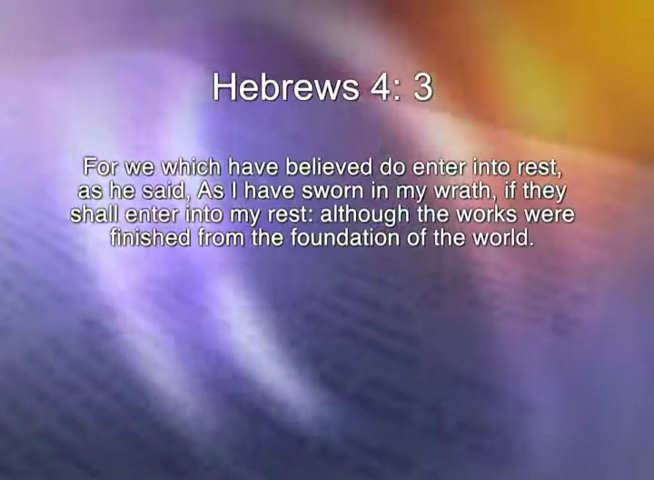 Hebrews 4: 3
For we which have believed do enter into rest,
as he said, As I have sworn in my wrath, if they
shall enter into my rest: although the works were
finished from the foundation of the world.